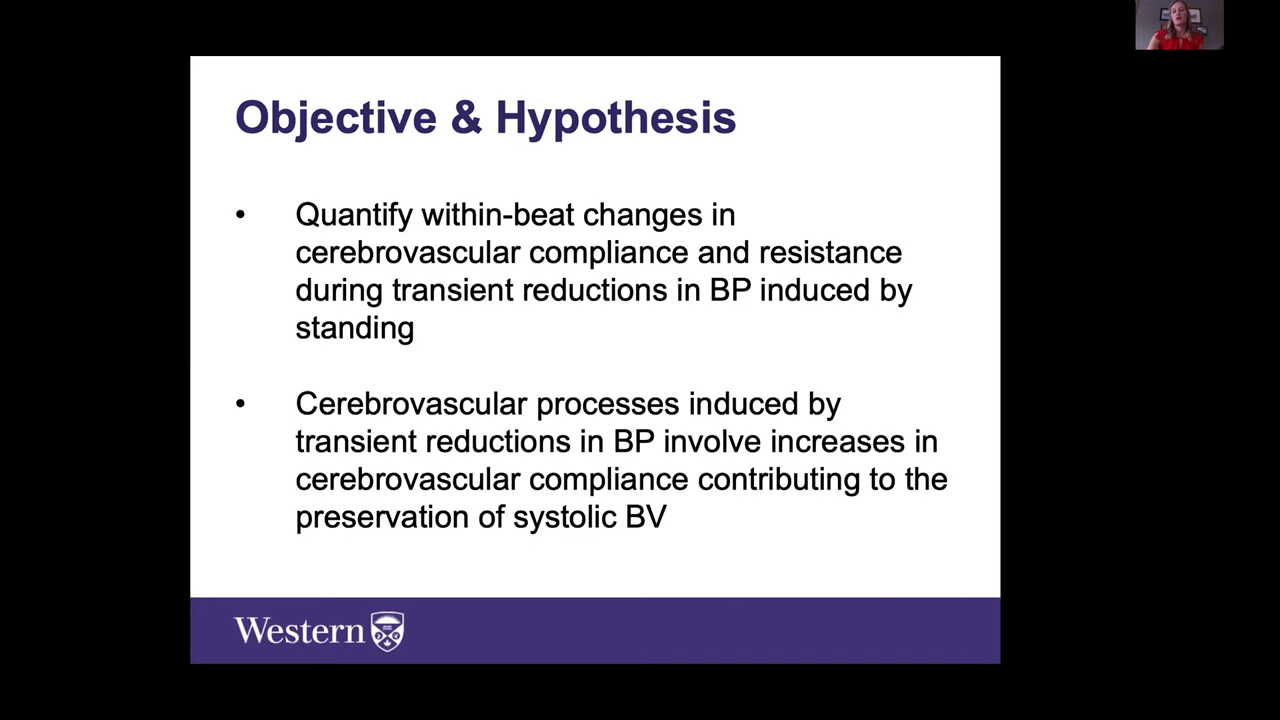 Objective & Hypothesis
• Quantify within-beat changes in
cerebrovascular compliance and resistance
during transient reductions in BP induced by
standing
• Cerebrovascular processes induced by
transient reductions in BP involve increases in
cerebrovascular compliance contributing to the
preservation of systolic BV
Western